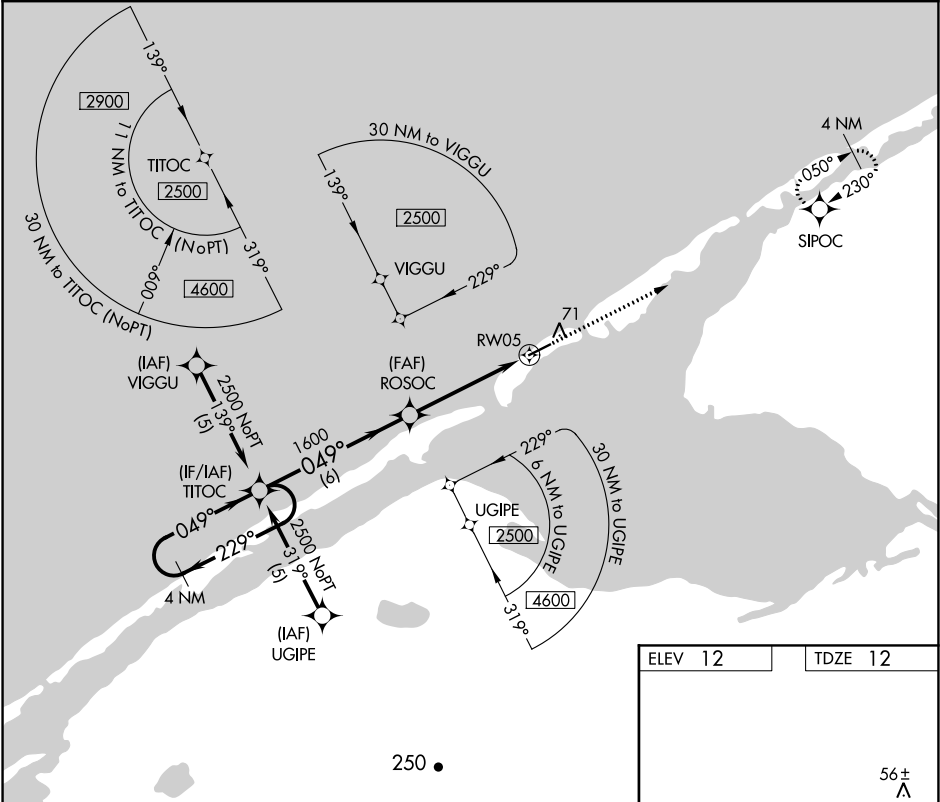 139°
2900
TITOC
2500
11 NM to TITOC (NoPT)
319°
30 NM to TITOC (NoPT)
009°
4600
30 NM to VIGGU
139°
2500
VIGGU
229°
4 NM
050°
230°
SIPOC
71
RW05
(IAF)
VIGGU
2500 NoPT
139°
(5)
(FAF)
ROSOC
1600
049°
(6)
(IF/IAF)
TITOC
049°
229°
4 NM
2500 NoPT
319°
(5)
(IAF)
UGIPE
229°
6 NM to UGIPE
30 NM to UGIPE
UGIPE
2500
4600
319°
ELEV 12
TDZE 12
250
56±